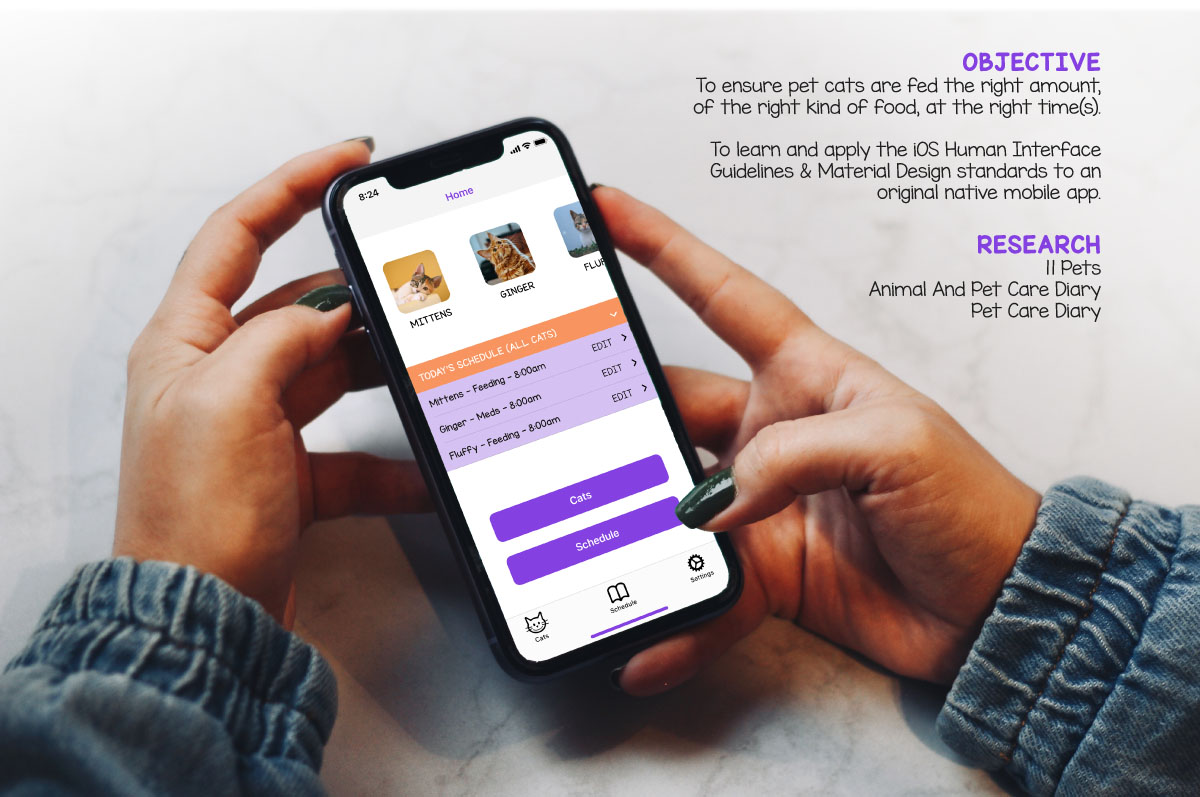 OBJECTIVE
To ensure pet cats are fed the right amount,
of the right kind of food, at the right time(s).
To learn and apply the iOS Human Interface
Guidelines & Material Design standards to an
original native mobile app.
RESEARCH
11 Pets
Animal And Pet Care Diary
Pet Care Diary
8:24
Home
MITTENS
GINGER
FLUF
TODAY'S SCHEDULE (ALL CATS)
Mittens - Feeding - 8:00am EDIT >
Ginger - Meds - 8:00am EDIT >
Fluffy - Feeding - 8:00am EDIT >
Cats
Schedule
Cats
Schedule
Settings